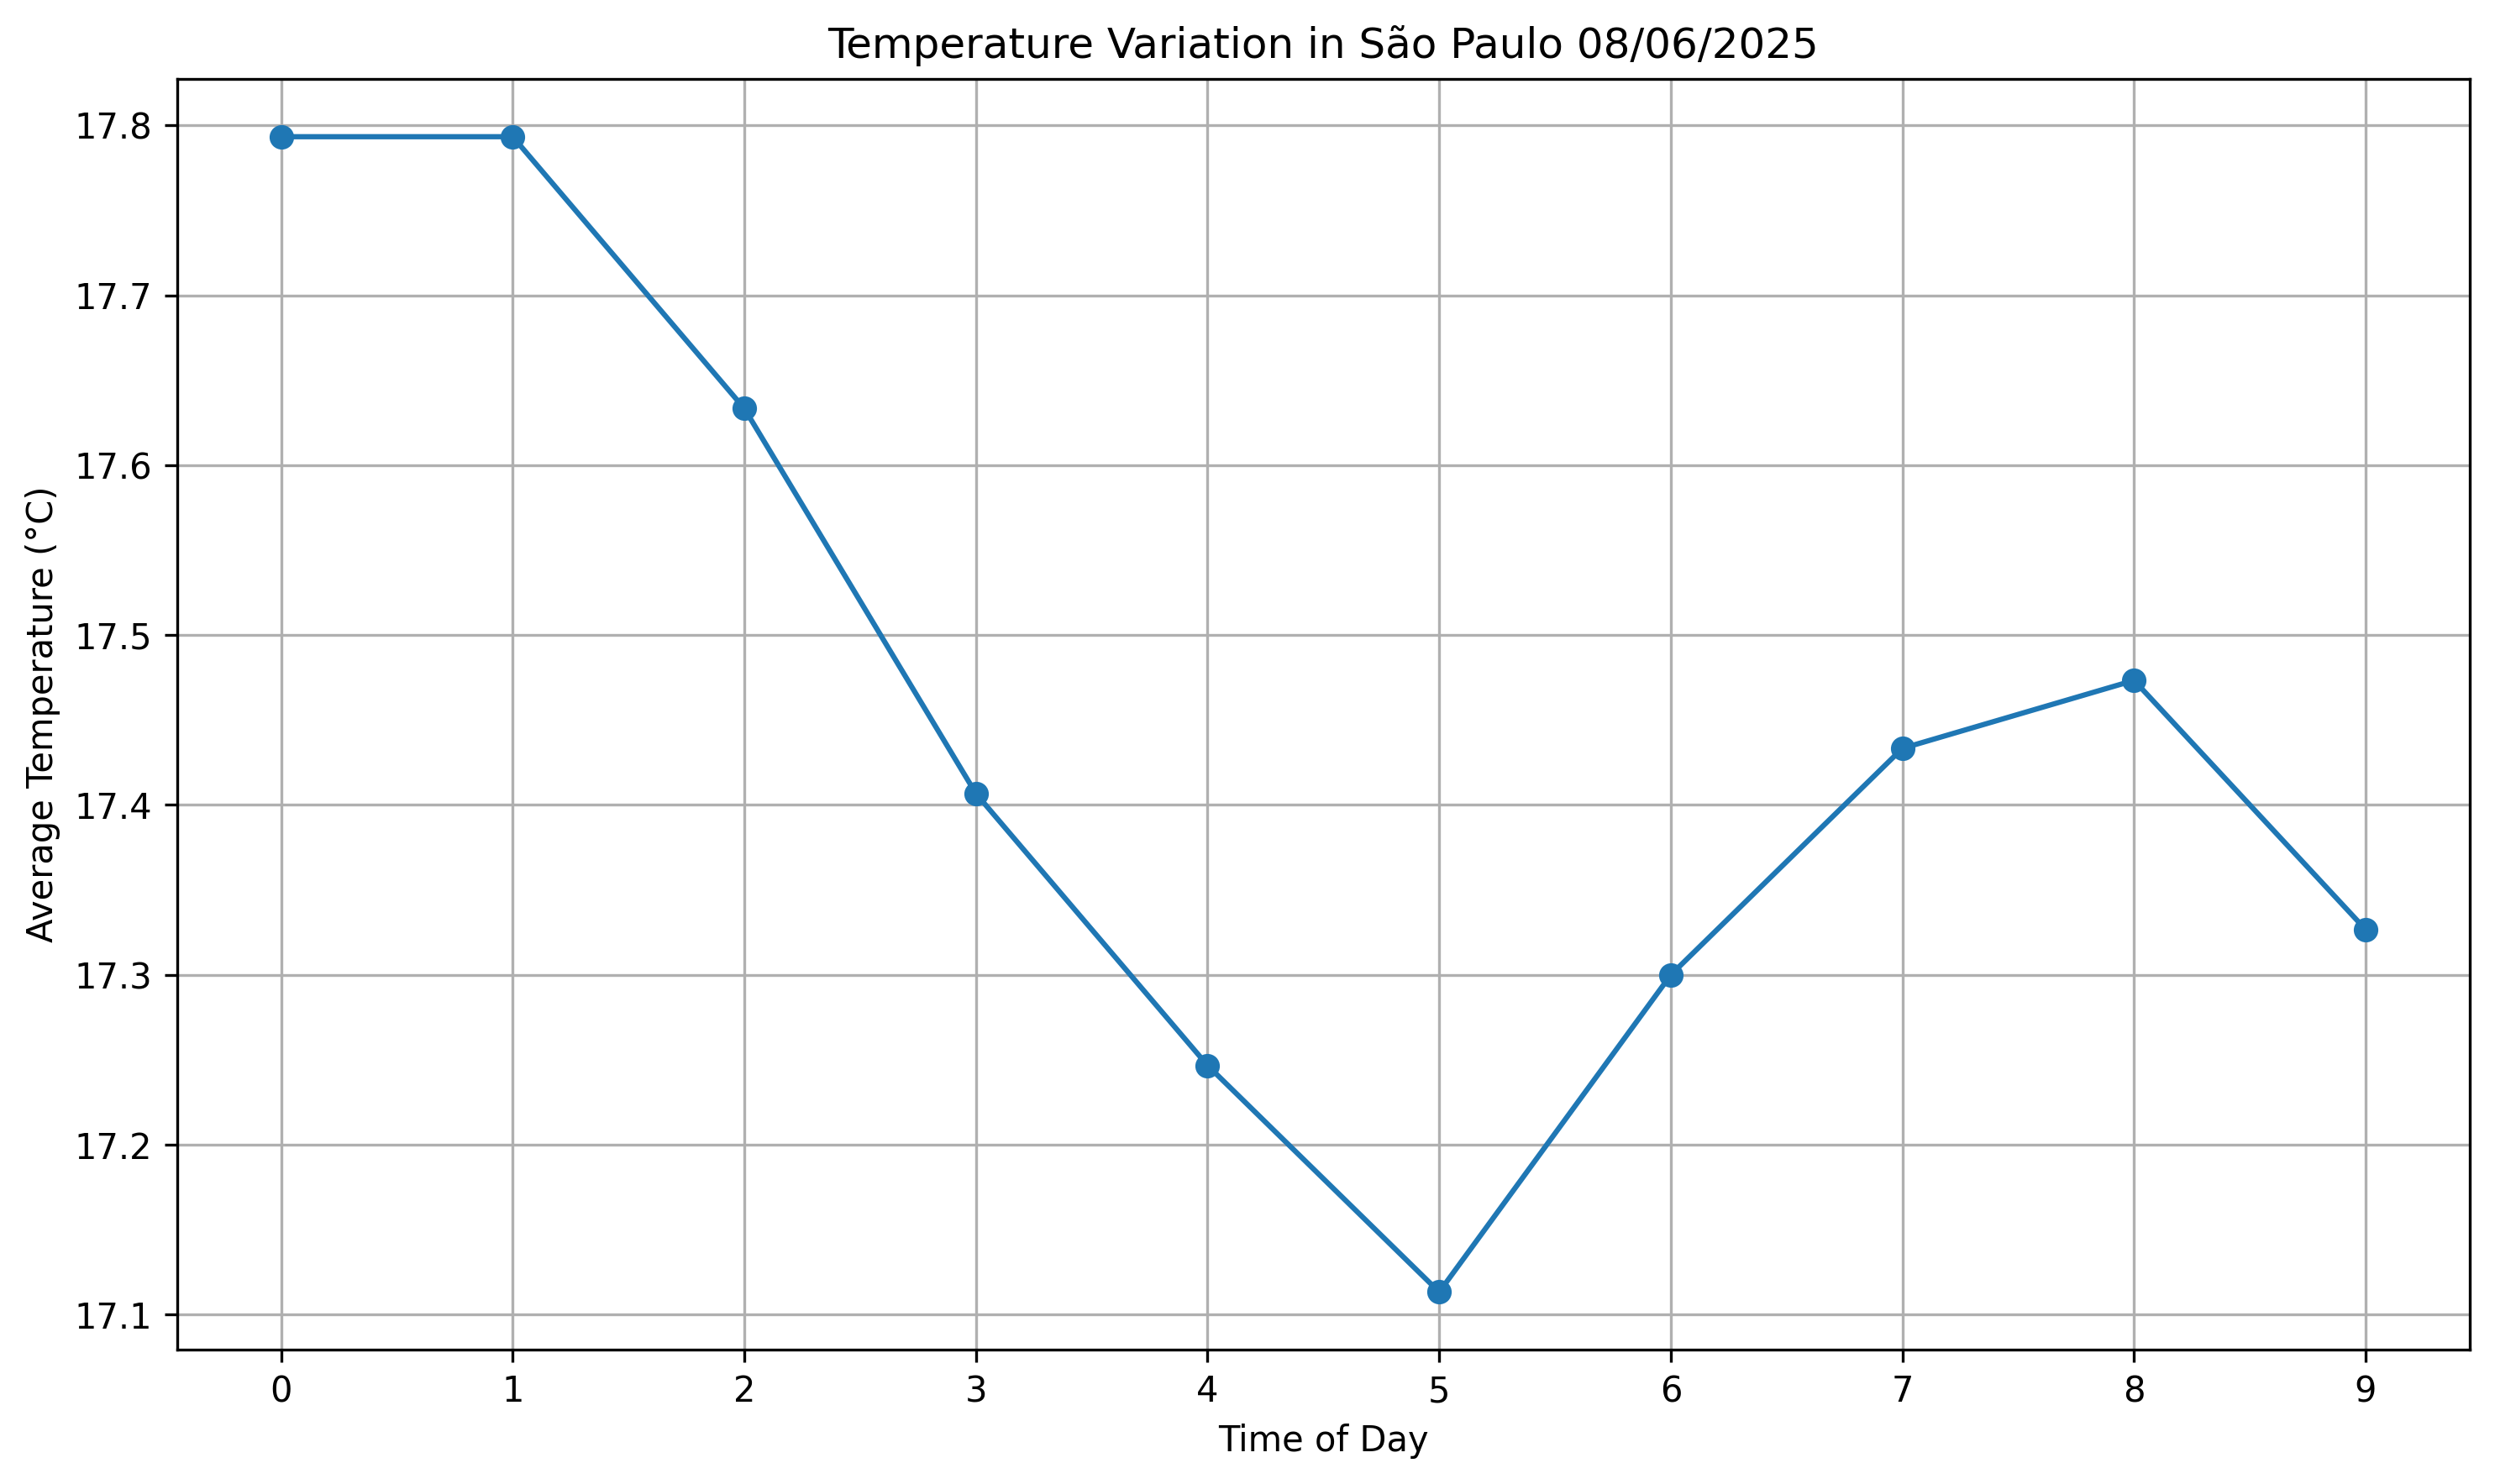 Temperature Variation in São Paulo 08/06/2025
Average Temperature (°C)
17.8
17.7
17.6
17.5
17.4
17.3
17.2
17.1
0 1 2 3 4 5 6 7 8 9
Time of Day